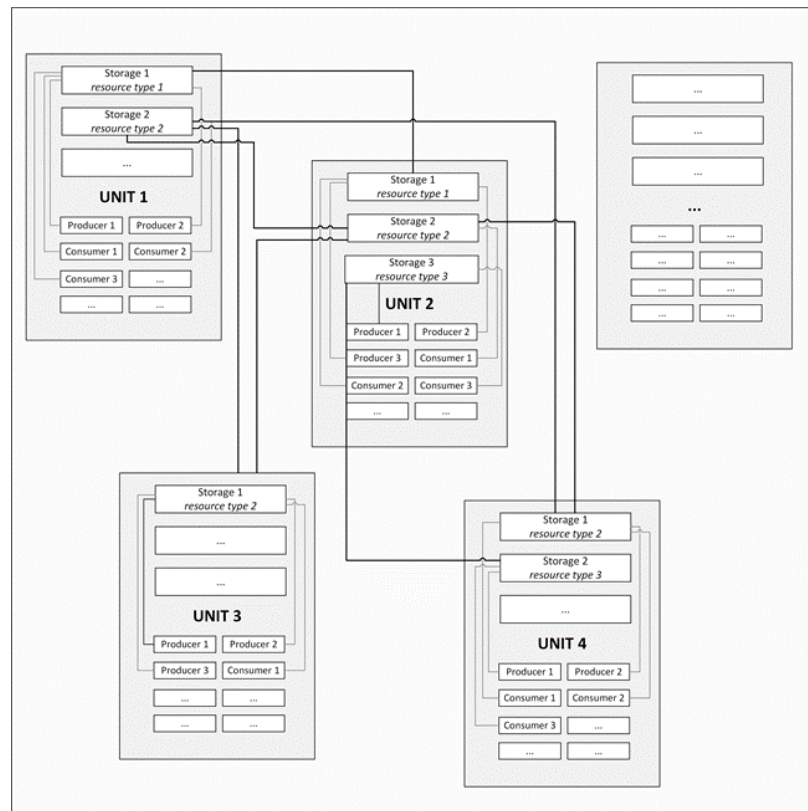 Storage 1
resource type 1
Storage 2
resource type 2
...
UNIT 1
Producer 1 Producer 2
Consumer 1 Consumer 2
Consumer 3 ...
... ...
Storage 1
resource type 1
Storage 2
resource type 2
Storage 3
resource type 3
UNIT 2
Producer 1 Producer 2
Producer 3 Consumer 1
Consumer 2 Consumer 3
... ...
...
...
...
...
... ...
... ...
... ...
... ...
Storage 1
resource type 2
...
...
UNIT 3
Producer 1 Producer 2
Producer 3 Consumer 1
... ...
... ...
Storage 1
resource type 2
Storage 2
resource type 3
...
UNIT 4
Producer 1 Producer 2
Consumer 1 Consumer 2
Consumer 3 ...
... ...